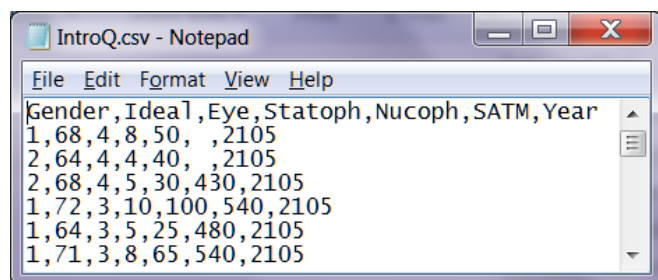 IntroQ.csv - Notepad
File Edit Format View Help
Gender,Ideal,Eye,Statoph,Nucoph,SATM,Year
1,68,4,8,50, ,2105
2,64,4,4,40, ,2105
2,68,4,5,30,430,2105
1,72,3,10,100,540,2105
1,64,3,5,25,480,2105
1,71,3,8,65,540,2105